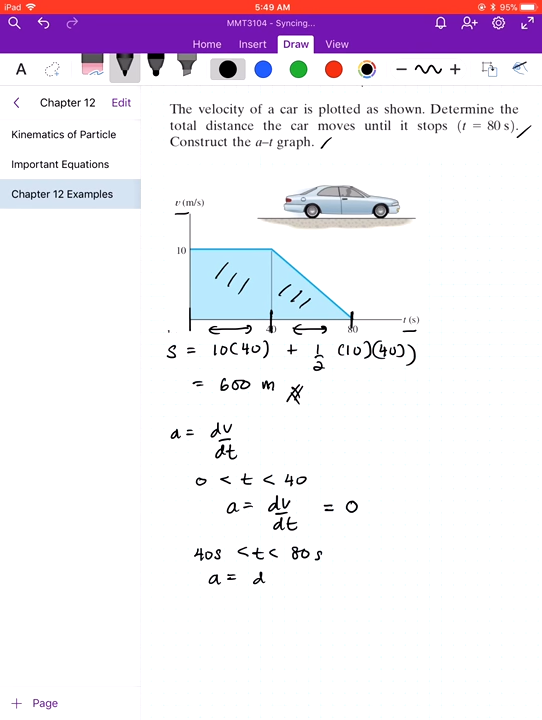 iPad 5:49 AM 95%
MMT3104 - Syncing...
Home Insert Draw View
A
Chapter 12 Edit
Kinematics of Particle
Important Equations
Chapter 12 Examples
+ Page
The velocity of a car is plotted as shown. Determine the
total distance the car moves until it stops (t = 80 s).
Construct the a–t graph.
v (m/s)
10
t (s)
40 80
S = 10(40) + 1/2 (10)(40))
= 600 m
a = dv/dt
0 < t < 40
a = dv/dt = 0
40s < t < 80s
a = d